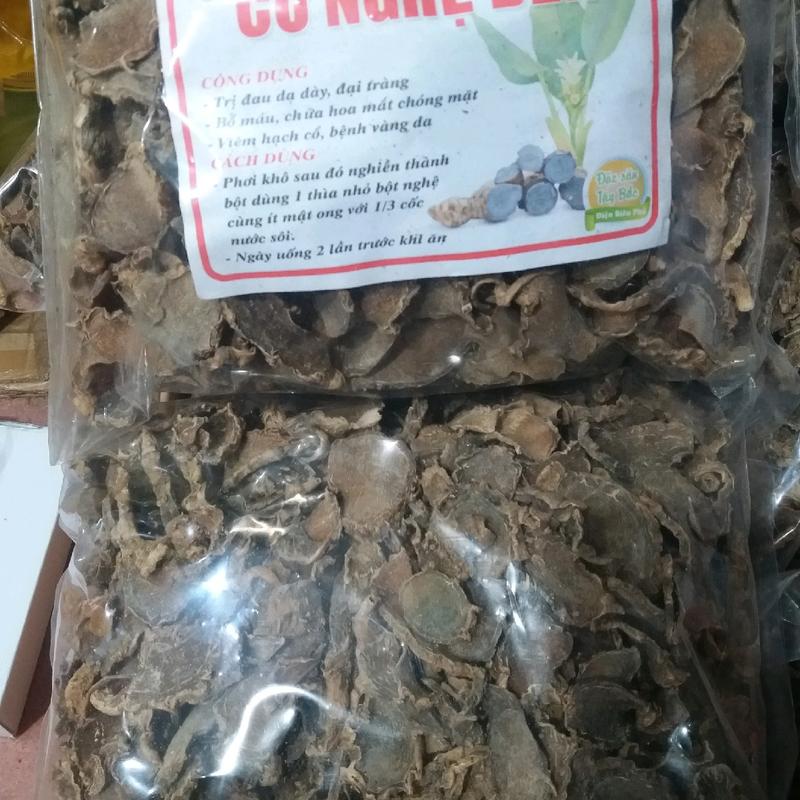 CỦ NGHỆ ĐEN
CÔNG DỤNG
- Trị đau dạ dày, đại tràng
- Bổ máu, chữa hoa mắt chóng mặt
- Viêm hạch cổ, bệnh vàng da
CÁCH DÙNG
- Phơi khô sau đó nghiền thành
bột dùng 1 thìa nhỏ bột nghệ
cùng ít mật ong với 1/3 cốc
nước sôi.
- Ngày uống 2 lần trước khi ăn
Đặc sản
Tây Bắc
Điện Biên Phủ